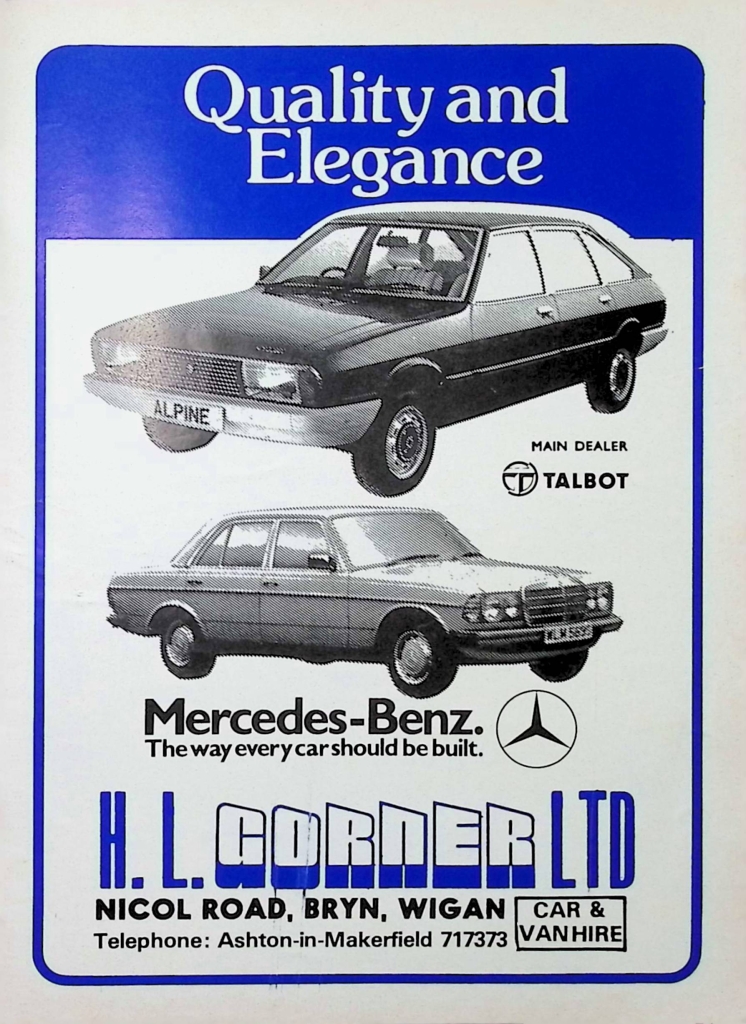 Quality and
Elegance
ALPINE
MAIN DEALER
TALBOT
Mercedes-Benz.
The way every car should be built.
H. L. CORNER LTD
NICOL ROAD, BRYN, WIGAN
Telephone: Ashton-in-Makerfield 717373
CAR &
VAN HIRE